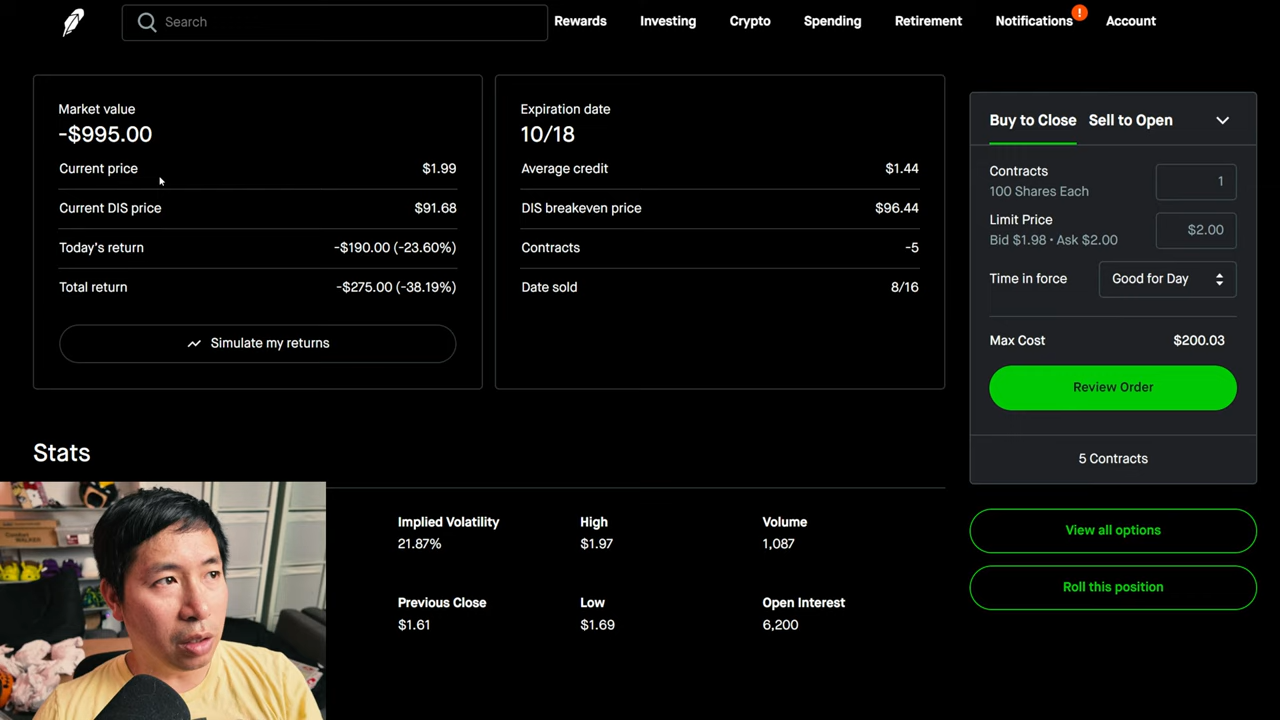 Search
Rewards
Investing
Crypto
Spending
Retirement
Notifications
!
Account
Market value
-$995.00
Current price $1.99
Current DIS price $91.68
Today's return -$190.00 (-23.60%)
Total return -$275.00 (-38.19%)
Simulate my returns
Expiration date
10/18
Average credit $1.44
DIS breakeven price $96.44
Contracts -5
Date sold 8/16
Buy to Close Sell to Open
Contracts
100 Shares Each
1
Limit Price
Bid $1.98 • Ask $2.00
$2.00
Time in force Good for Day
Max Cost $200.03
Review Order
5 Contracts
View all options
Roll this position
Stats
Implied Volatility
21.87%
High
$1.97
Volume
1,087
Previous Close
$1.61
Low
$1.69
Open Interest
6,200